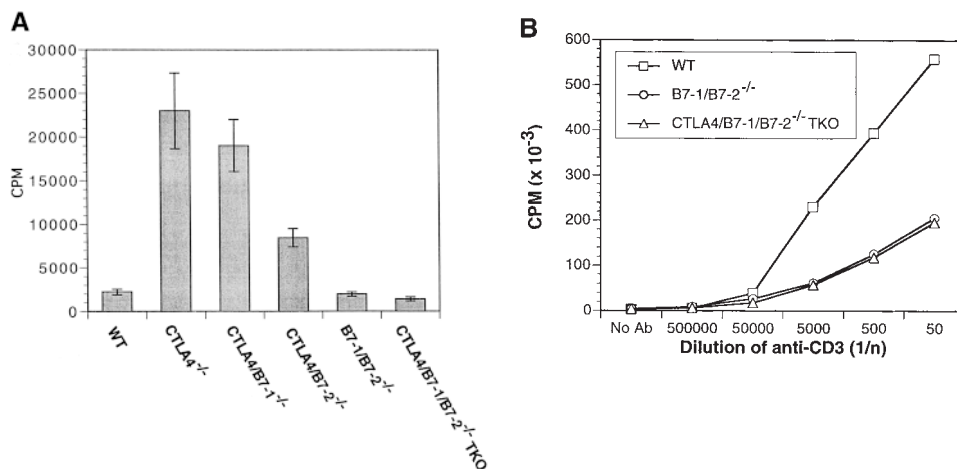 A
CPM
30000
25000
20000
15000
10000
5000
0
WT
CTLA4-/-
CTLA4/B7-1-/-
CTLA4/B7-2-/-
B7-1/B7-2-/-
CTLA4/B7-1/B7-2-/- TKO
B
CPM (x 10-3)
600
500
400
300
200
100
0
WT
B7-1/B7-2-/-
CTLA4/B7-1/B7-2-/- TKO
No Ab 500000 50000 5000 500 50
Dilution of anti-CD3 (1/n)